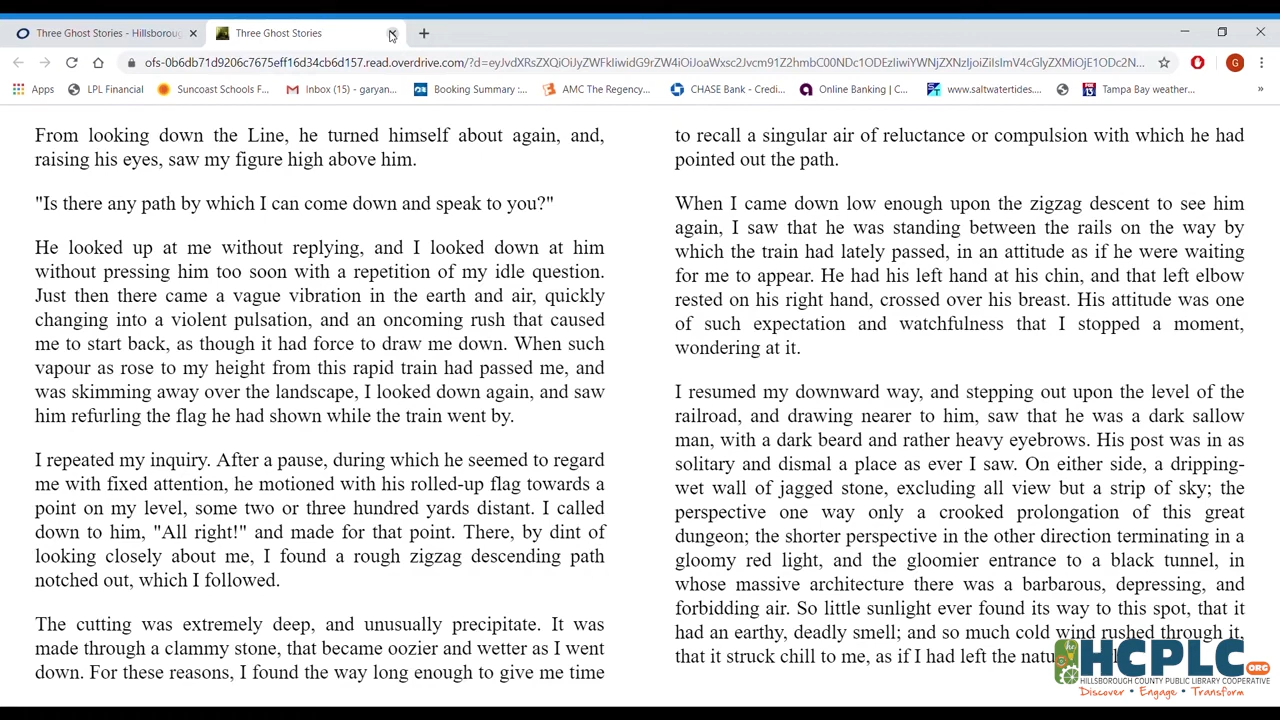 Three Ghost Stories - Hillsborou
Three Ghost Stories
ofs-0b6db71d9206c7675eff16d34cb6d157.read.overdrive.com/?d=
G
Apps
LPL Financial
Suncoast Schools F...
Inbox (15) - garyan...
Booking Summary :...
AMC The Regency...
CHASE Bank - Credi...
Online Banking | C...
www.saltwatertides....
Tampa Bay weather...
From looking down the Line, he turned himself about again, and,
raising his eyes, saw my figure high above him.
"Is there any path by which I can come down and speak to you?"
He looked up at me without replying, and I looked down at him
without pressing him too soon with a repetition of my idle question.
Just then there came a vague vibration in the earth and air, quickly
changing into a violent pulsation, and an oncoming rush that caused
me to start back, as though it had force to draw me down. When such
vapour as rose to my height from this rapid train had passed me, and
was skimming away over the landscape, I looked down again, and saw
him refurling the flag he had shown while the train went by.
I repeated my inquiry. After a pause, during which he seemed to regard
me with fixed attention, he motioned with his rolled-up flag towards a
point on my level, some two or three hundred yards distant. I called
down to him, "All right!" and made for that point. There, by dint of
looking closely about me, I found a rough zigzag descending path
notched out, which I followed.
The cutting was extremely deep, and unusually precipitate. It was
made through a clammy stone, that became oozier and wetter as I went
down. For these reasons, I found the way long enough to give me time
to recall a singular air of reluctance or compulsion with which he had
pointed out the path.
When I came down low enough upon the zigzag descent to see him
again, I saw that he was standing between the rails on the way by
which the train had lately passed, in an attitude as if he were waiting
for me to appear. He had his left hand at his chin, and that left elbow
rested on his right hand, crossed over his breast. His attitude was one
of such expectation and watchfulness that I stopped a moment,
wondering at it.
I resumed my downward way, and stepping out upon the level of the
railroad, and drawing nearer to him, saw that he was a dark sallow
man, with a dark beard and rather heavy eyebrows. His post was in as
solitary and dismal a place as ever I saw. On either side, a dripping-
wet wall of jagged stone, excluding all view but a strip of sky; the
perspective one way only a crooked prolongation of this great
dungeon; the shorter perspective in the other direction terminating in a
gloomy red light, and the gloomier entrance to a black tunnel, in
whose massive architecture there was a barbarous, depressing, and
forbidding air. So little sunlight ever found its way to this spot, that it
had an earthy, deadly smell; and so much cold wind rushed through it,
that it struck chill to me, as if I had left the
HCPLC.ORG
HILLSBOROUGH COUNTY PUBLIC LIBRARY COOPERATIVE
Discover • Engage • Transform